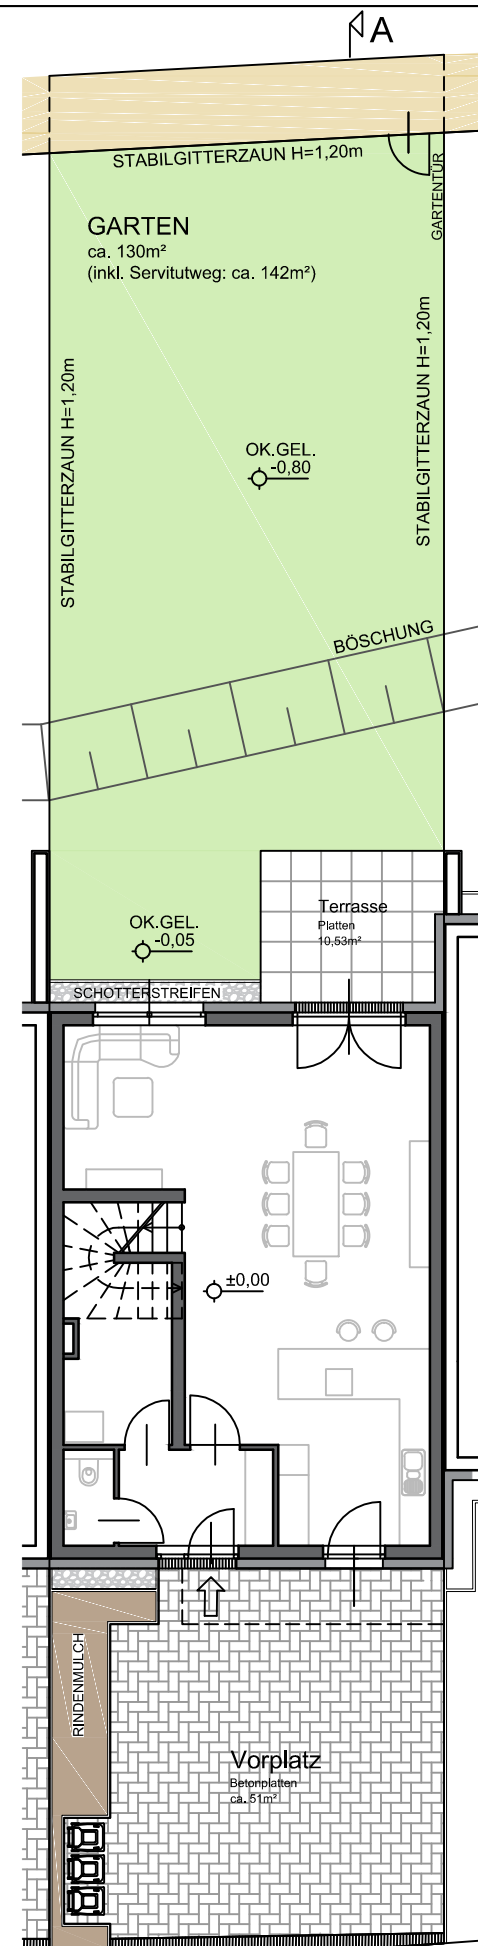 A
STABILGITTERZAUN H=1,20m
GARTENTÜR
GARTEN
ca. 130m²
(inkl. Servitutweg: ca. 142m²)
STABILGITTERZAUN H=1,20m
STABILGITTERZAUN H=1,20m
OK.GEL.
-0,80
BÖSCHUNG
Terrasse
Platten
10,53m²
OK.GEL.
-0,05
SCHOTTERSTREIFEN
±0,00
RINDENMULCH
Vorplatz
Betonplatten
ca. 51m²